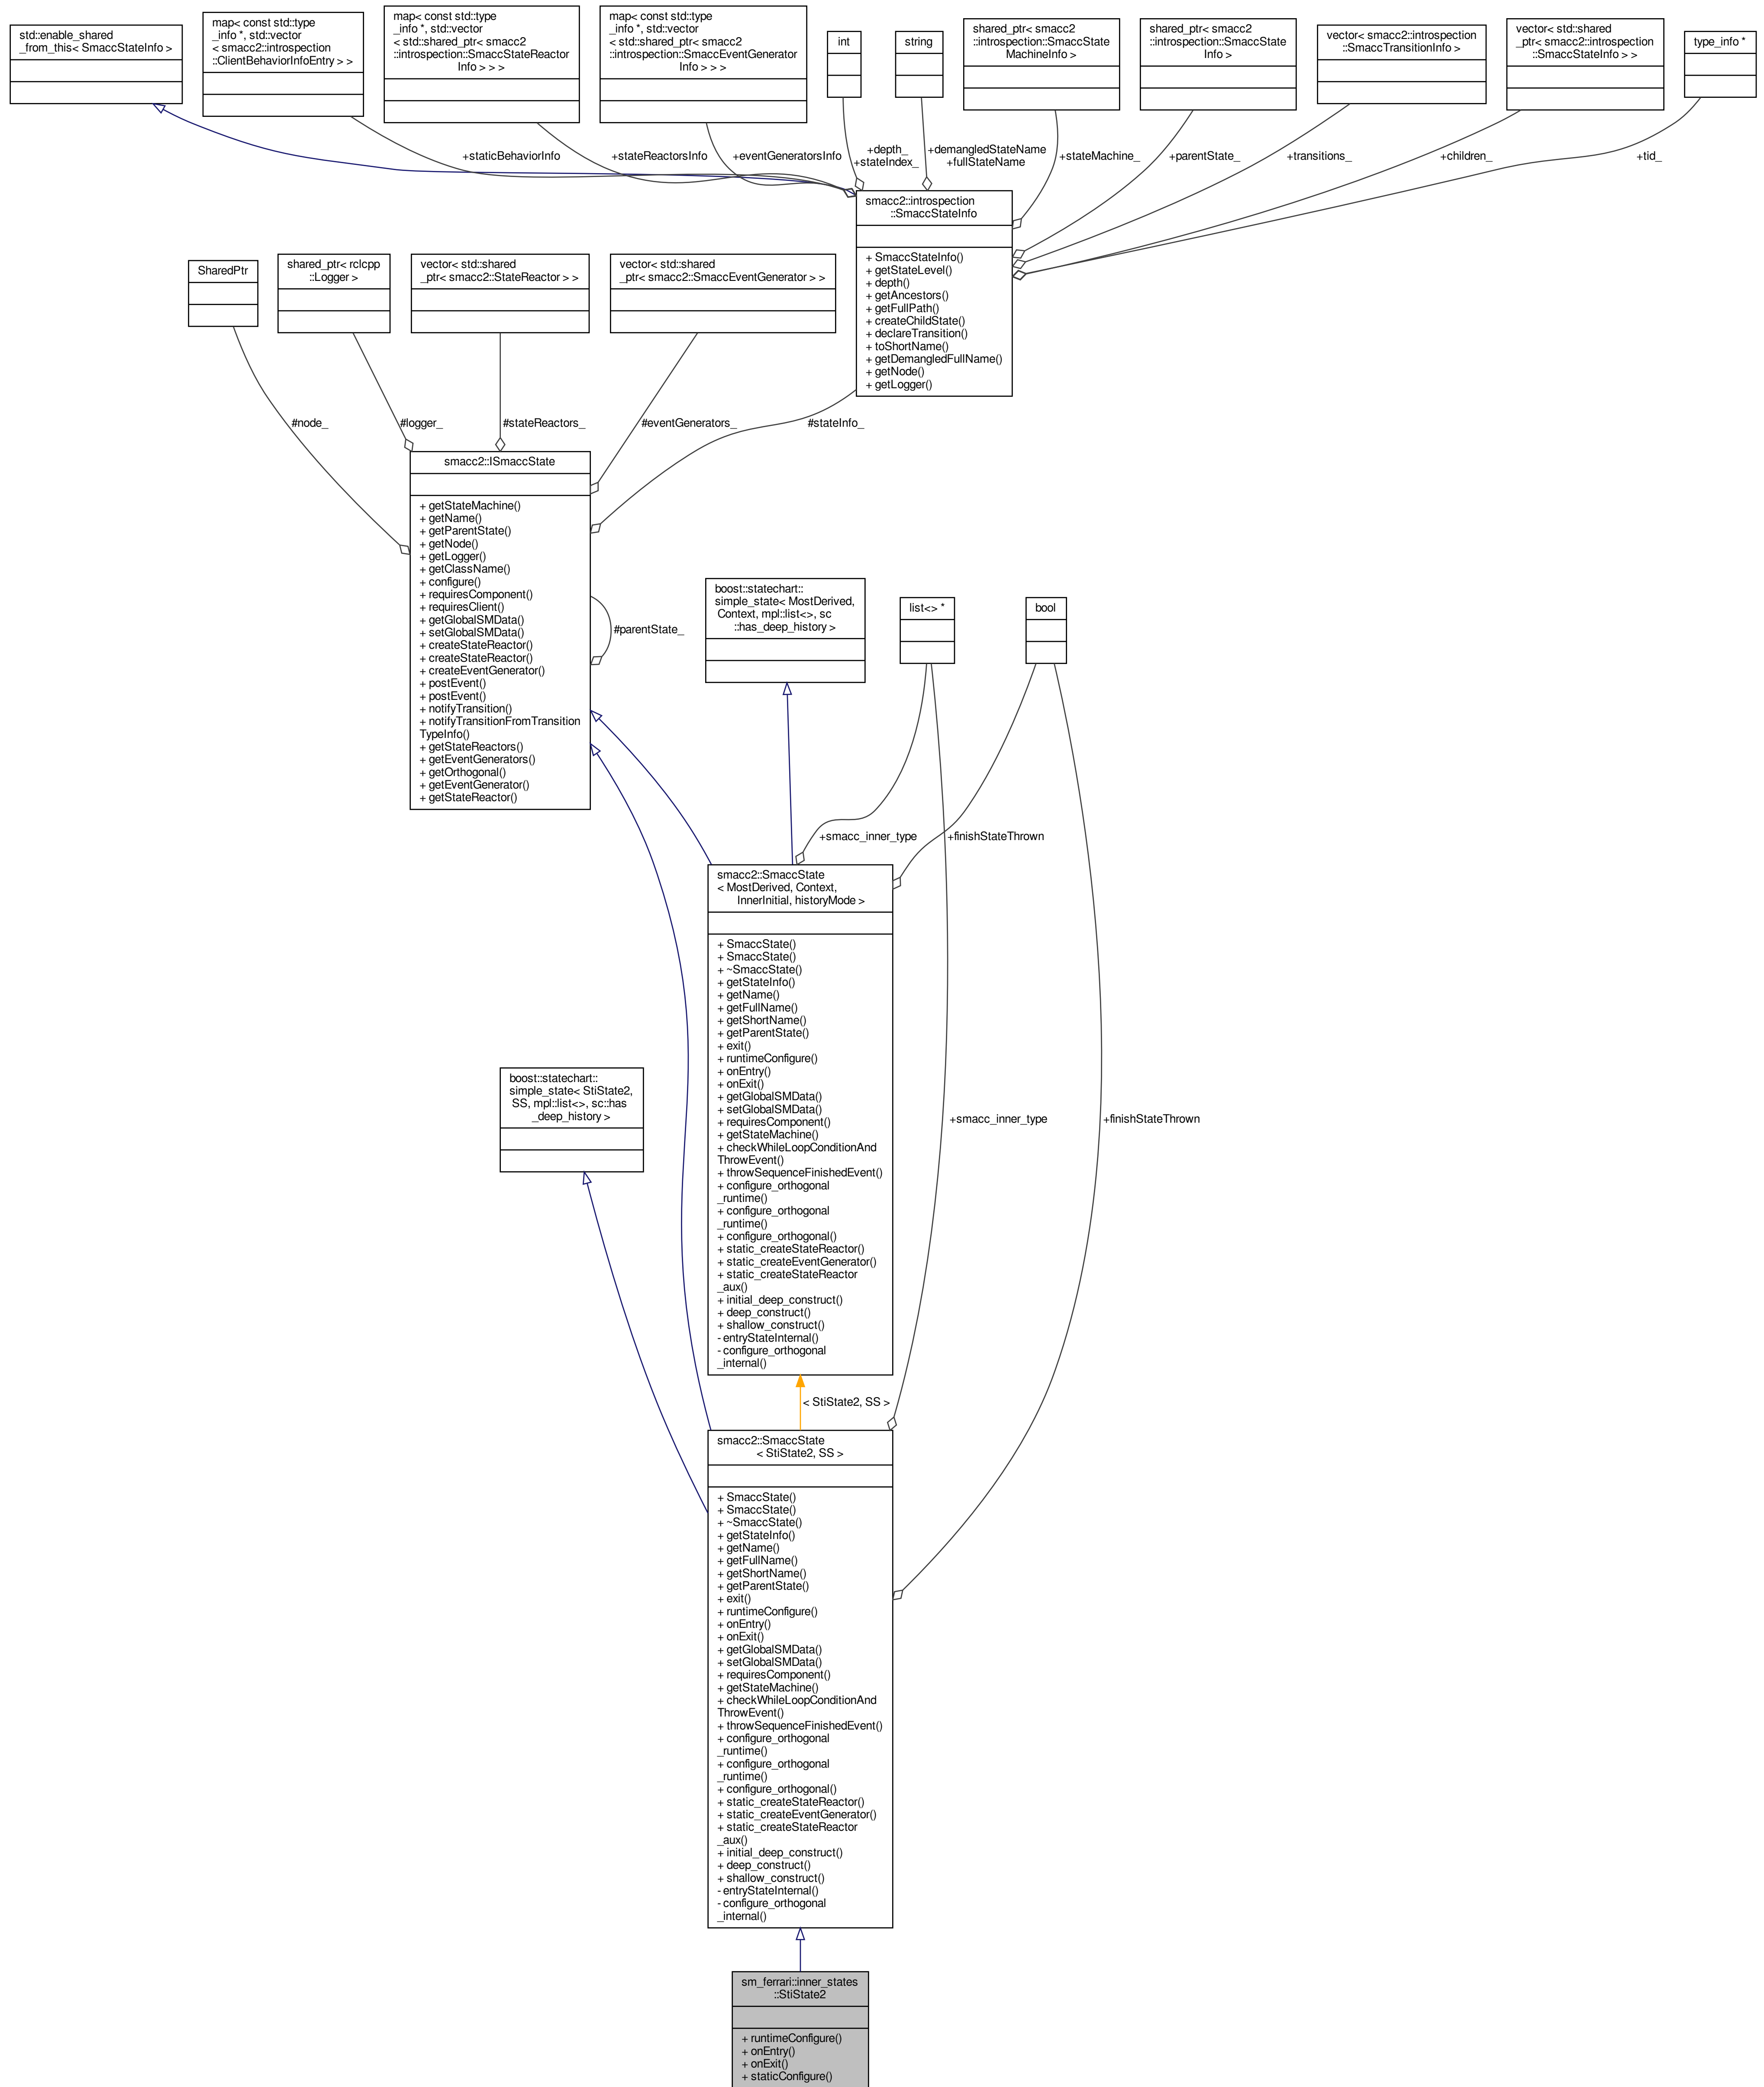 std::enable_shared
_from_this< SmaccStateInfo >
map< const std::type
_info *, std::vector
< smacc2::introspection
::ClientBehaviorInfoEntry > >
map< const std::type
_info *, std::vector
< std::shared_ptr< smacc2
::introspection::SmaccStateReactor
Info > > >
map< const std::type
_info *, std::vector
< std::shared_ptr< smacc2
::introspection::SmaccEventGenerator
Info > > >
int
string
shared_ptr< smacc2
::introspection::SmaccState
MachineInfo >
shared_ptr< smacc2
::introspection::SmaccState
Info >
vector< smacc2::introspection
::SmaccTransitionInfo >
vector< std::shared
_ptr< smacc2::introspection
::SmaccStateInfo > >
type_info *
+staticBehaviorInfo
+stateReactorsInfo
+eventGeneratorsInfo
+depth_
+stateIndex_
+demangledStateName
+fullStateName
+stateMachine_
+parentState_
+transitions_
+children_
+tid_
smacc2::introspection
::SmaccStateInfo
+ SmaccStateInfo()
+ getStateLevel()
+ depth()
+ getAncestors()
+ getFullPath()
+ createChildState()
+ declareTransition()
+ toShortName()
+ getDemangledFullName()
+ getNode()
+ getLogger()
SharedPtr
shared_ptr< rclcpp
::Logger >
vector< std::shared
_ptr< smacc2::StateReactor > >
vector< std::shared
_ptr< smacc2::SmaccEventGenerator > >
#node_
#logger_
#stateReactors_
#eventGenerators_
#stateInfo_
smacc2::ISmaccState
+ getStateMachine()
+ getName()
+ getParentState()
+ getNode()
+ getLogger()
+ getClassName()
+ configure()
+ requiresComponent()
+ requiresClient()
+ getGlobalSMData()
+ setGlobalSMData()
+ createStateReactor()
+ createStateReactor()
+ createEventGenerator()
+ postEvent()
+ postEvent()
+ notifyTransition()
+ notifyTransitionFromTransition
TypeInfo()
+ getStateReactors()
+ getEventGenerators()
+ getOrthogonal()
+ getEventGenerator()
+ getStateReactor()
#parentState_
boost::statechart::
simple_state< MostDerived,
Context, mpl::list<>, sc
::has_deep_history >
list<> *
bool
+smacc_inner_type
+finishStateThrown
smacc2::SmaccState
< MostDerived, Context,
InnerInitial, historyMode >
+ SmaccState()
+ SmaccState()
+ ~SmaccState()
+ getStateInfo()
+ getName()
+ getFullName()
+ getShortName()
+ getParentState()
+ exit()
+ runtimeConfigure()
+ onEntry()
+ onExit()
+ getGlobalSMData()
+ setGlobalSMData()
+ requiresComponent()
+ getStateMachine()
+ checkWhileLoopConditionAnd
ThrowEvent()
+ throwSequenceFinishedEvent()
+ configure_orthogonal
_runtime()
+ configure_orthogonal
_runtime()
+ configure_orthogonal()
+ static_createStateReactor()
+ static_createEventGenerator()
+ static_createStateReactor
_aux()
+ initial_deep_construct()
+ deep_construct()
+ shallow_construct()
- entryStateInternal()
- configure_orthogonal
_internal()
boost::statechart::
simple_state< StiState2,
SS, mpl::list<>, sc::has
_deep_history >
+smacc_inner_type
+finishStateThrown
< StiState2, SS >
smacc2::SmaccState
< StiState2, SS >
+ SmaccState()
+ SmaccState()
+ ~SmaccState()
+ getStateInfo()
+ getName()
+ getFullName()
+ getShortName()
+ getParentState()
+ exit()
+ runtimeConfigure()
+ onEntry()
+ onExit()
+ getGlobalSMData()
+ setGlobalSMData()
+ requiresComponent()
+ getStateMachine()
+ checkWhileLoopConditionAnd
ThrowEvent()
+ throwSequenceFinishedEvent()
+ configure_orthogonal
_runtime()
+ configure_orthogonal
_runtime()
+ configure_orthogonal()
+ static_createStateReactor()
+ static_createEventGenerator()
+ static_createStateReactor
_aux()
+ initial_deep_construct()
+ deep_construct()
+ shallow_construct()
- entryStateInternal()
- configure_orthogonal
_internal()
sm_ferrari::inner_states
::StiState2
+ runtimeConfigure()
+ onEntry()
+ onExit()
+ staticConfigure()